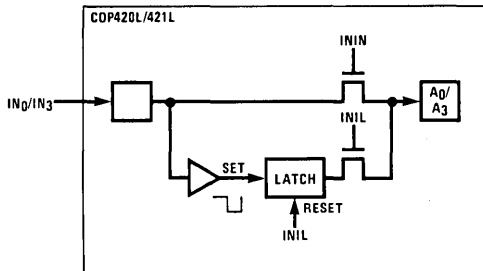 COP420L/421L
ININ
IN0/IN3
A0/
A3
INIL
SET
LATCH
RESET
INIL